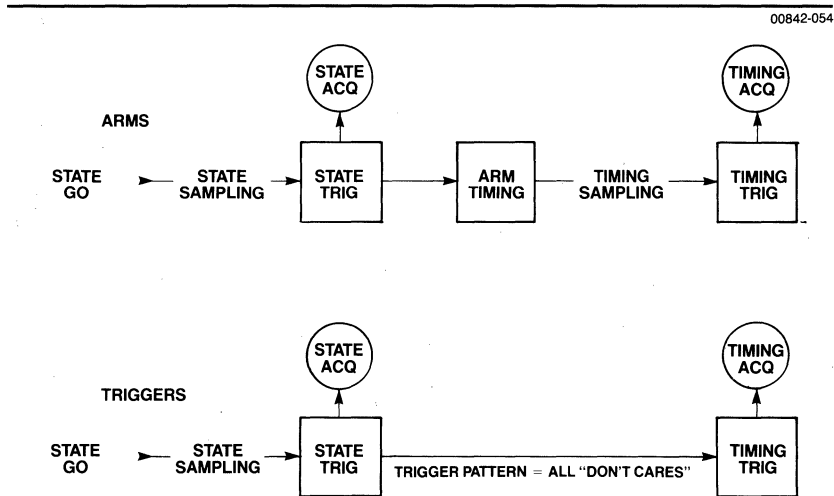 00842-054
STATE
ACQ
TIMING
ACQ
ARMS
STATE
GO
STATE
SAMPLING
STATE
TRIG
ARM
TIMING
TIMING
SAMPLING
TIMING
TRIG
STATE
ACQ
TIMING
ACQ
TRIGGERS
STATE
GO
STATE
SAMPLING
STATE
TRIG
TRIGGER PATTERN = ALL "DON'T CARES"
TIMING
TRIG